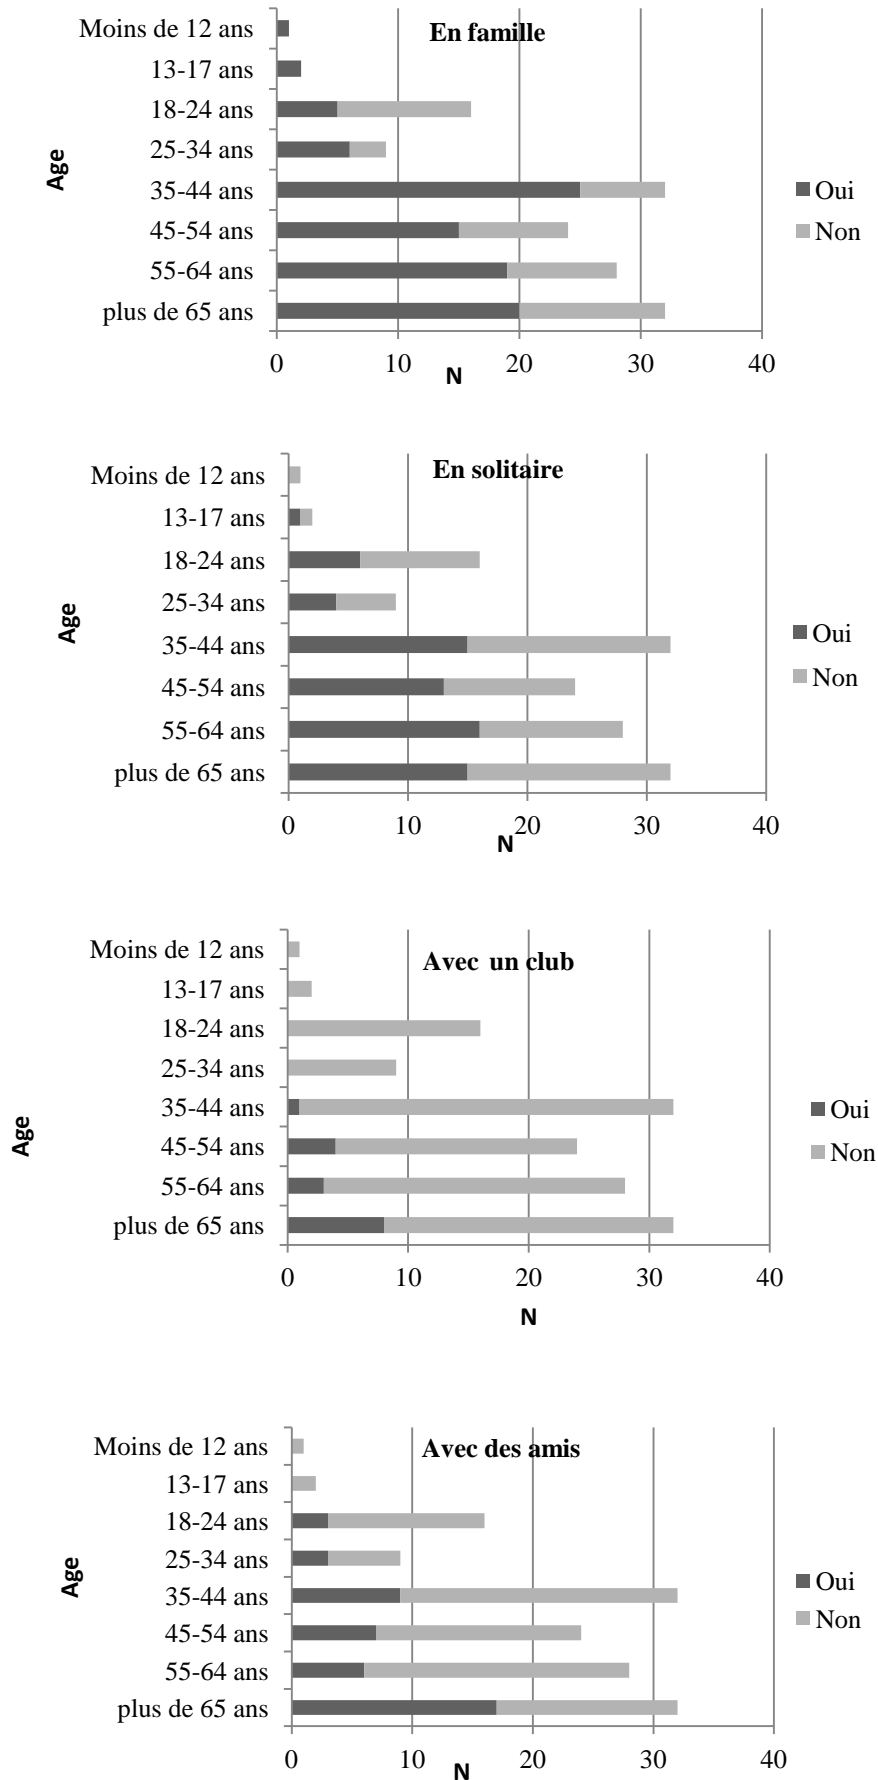 En famille
Moins de 12 ans
13-17 ans
18-24 ans
25-34 ans
35-44 ans
45-54 ans
55-64 ans
plus de 65 ans
Age
0 10 20 30 40
N
Oui
Non
En solitaire
Moins de 12 ans
13-17 ans
18-24 ans
25-34 ans
35-44 ans
45-54 ans
55-64 ans
plus de 65 ans
Age
0 10 20 30 40
N
Oui
Non
Avec un club
Moins de 12 ans
13-17 ans
18-24 ans
25-34 ans
35-44 ans
45-54 ans
55-64 ans
plus de 65 ans
Age
0 10 20 30 40
N
Oui
Non
Avec des amis
Moins de 12 ans
13-17 ans
18-24 ans
25-34 ans
35-44 ans
45-54 ans
55-64 ans
plus de 65 ans
Age
0 10 20 30 40
N
Oui
Non